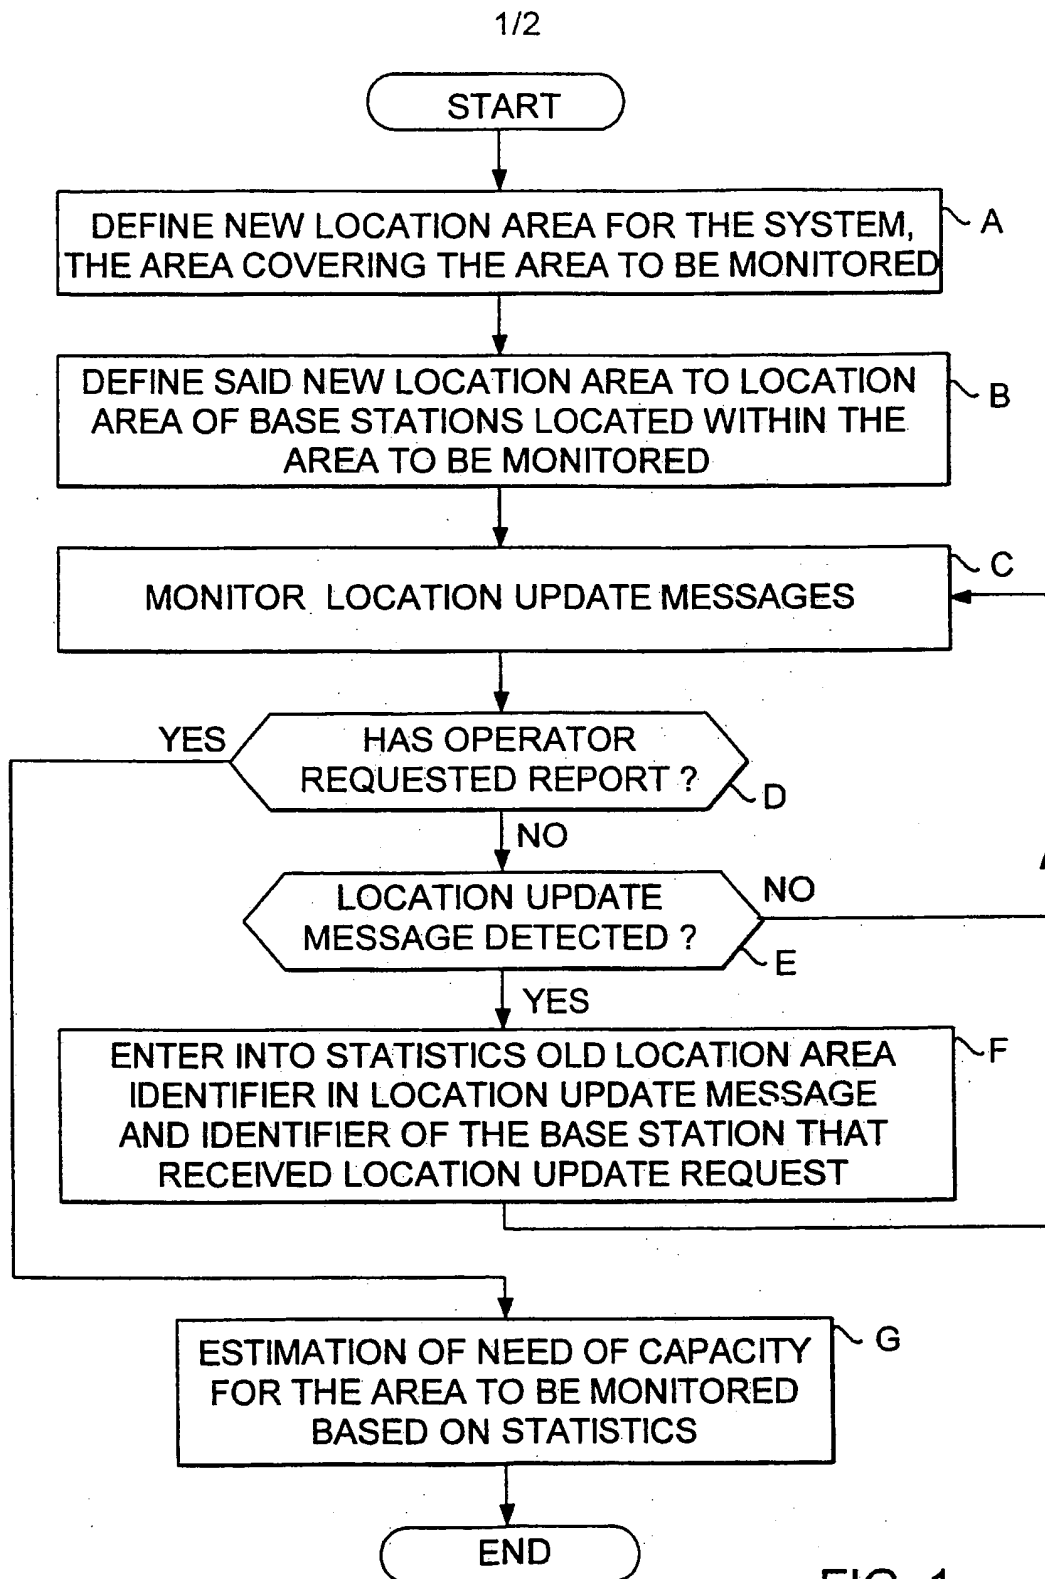 1/2
START
DEFINE NEW LOCATION AREA FOR THE SYSTEM,
THE AREA COVERING THE AREA TO BE MONITORED
A
DEFINE SAID NEW LOCATION AREA TO LOCATION
AREA OF BASE STATIONS LOCATED WITHIN THE
AREA TO BE MONITORED
B
MONITOR LOCATION UPDATE MESSAGES
C
YES
HAS OPERATOR
REQUESTED REPORT ?
D
NO
LOCATION UPDATE
MESSAGE DETECTED ?
NO
E
YES
ENTER INTO STATISTICS OLD LOCATION AREA
IDENTIFIER IN LOCATION UPDATE MESSAGE
AND IDENTIFIER OF THE BASE STATION THAT
RECEIVED LOCATION UPDATE REQUEST
F
ESTIMATION OF NEED OF CAPACITY
FOR THE AREA TO BE MONITORED
BASED ON STATISTICS
G
END
FIG. 1